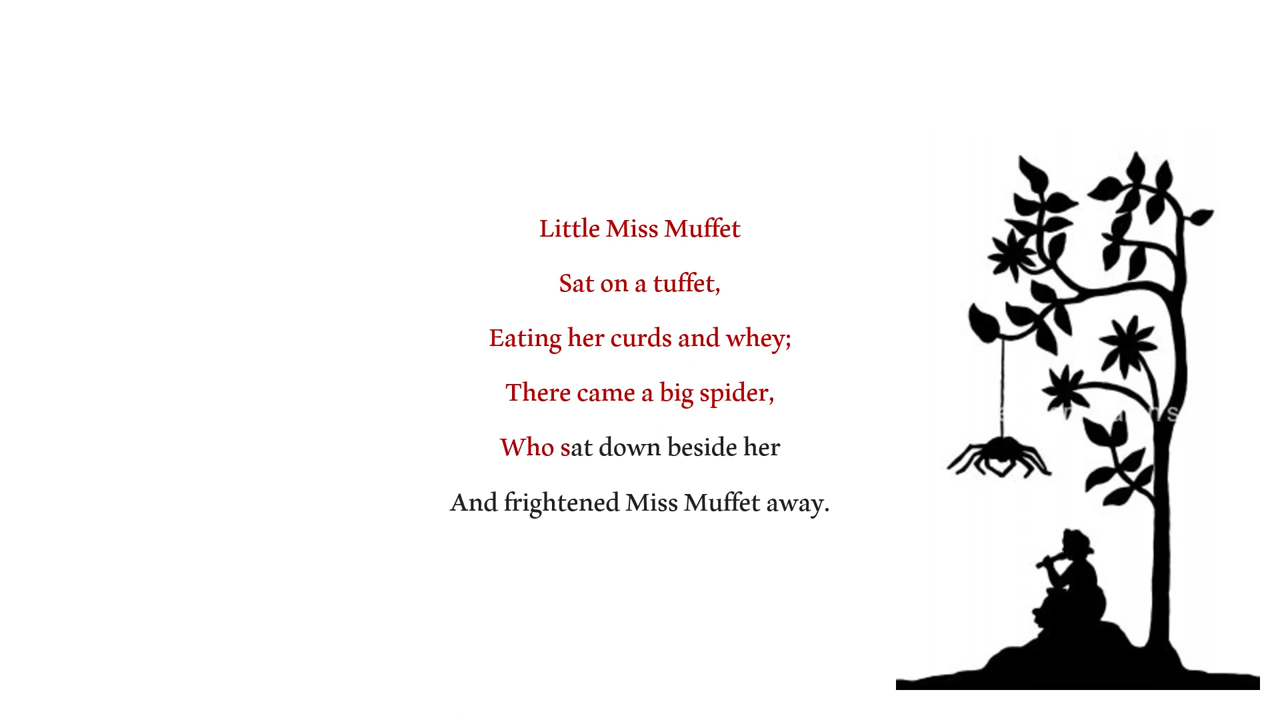 Little Miss Muffet
Sat on a tuffet,
Eating her curds and whey;
There came a big spider,
Who sat down beside her
And frightened Miss Muffet away.